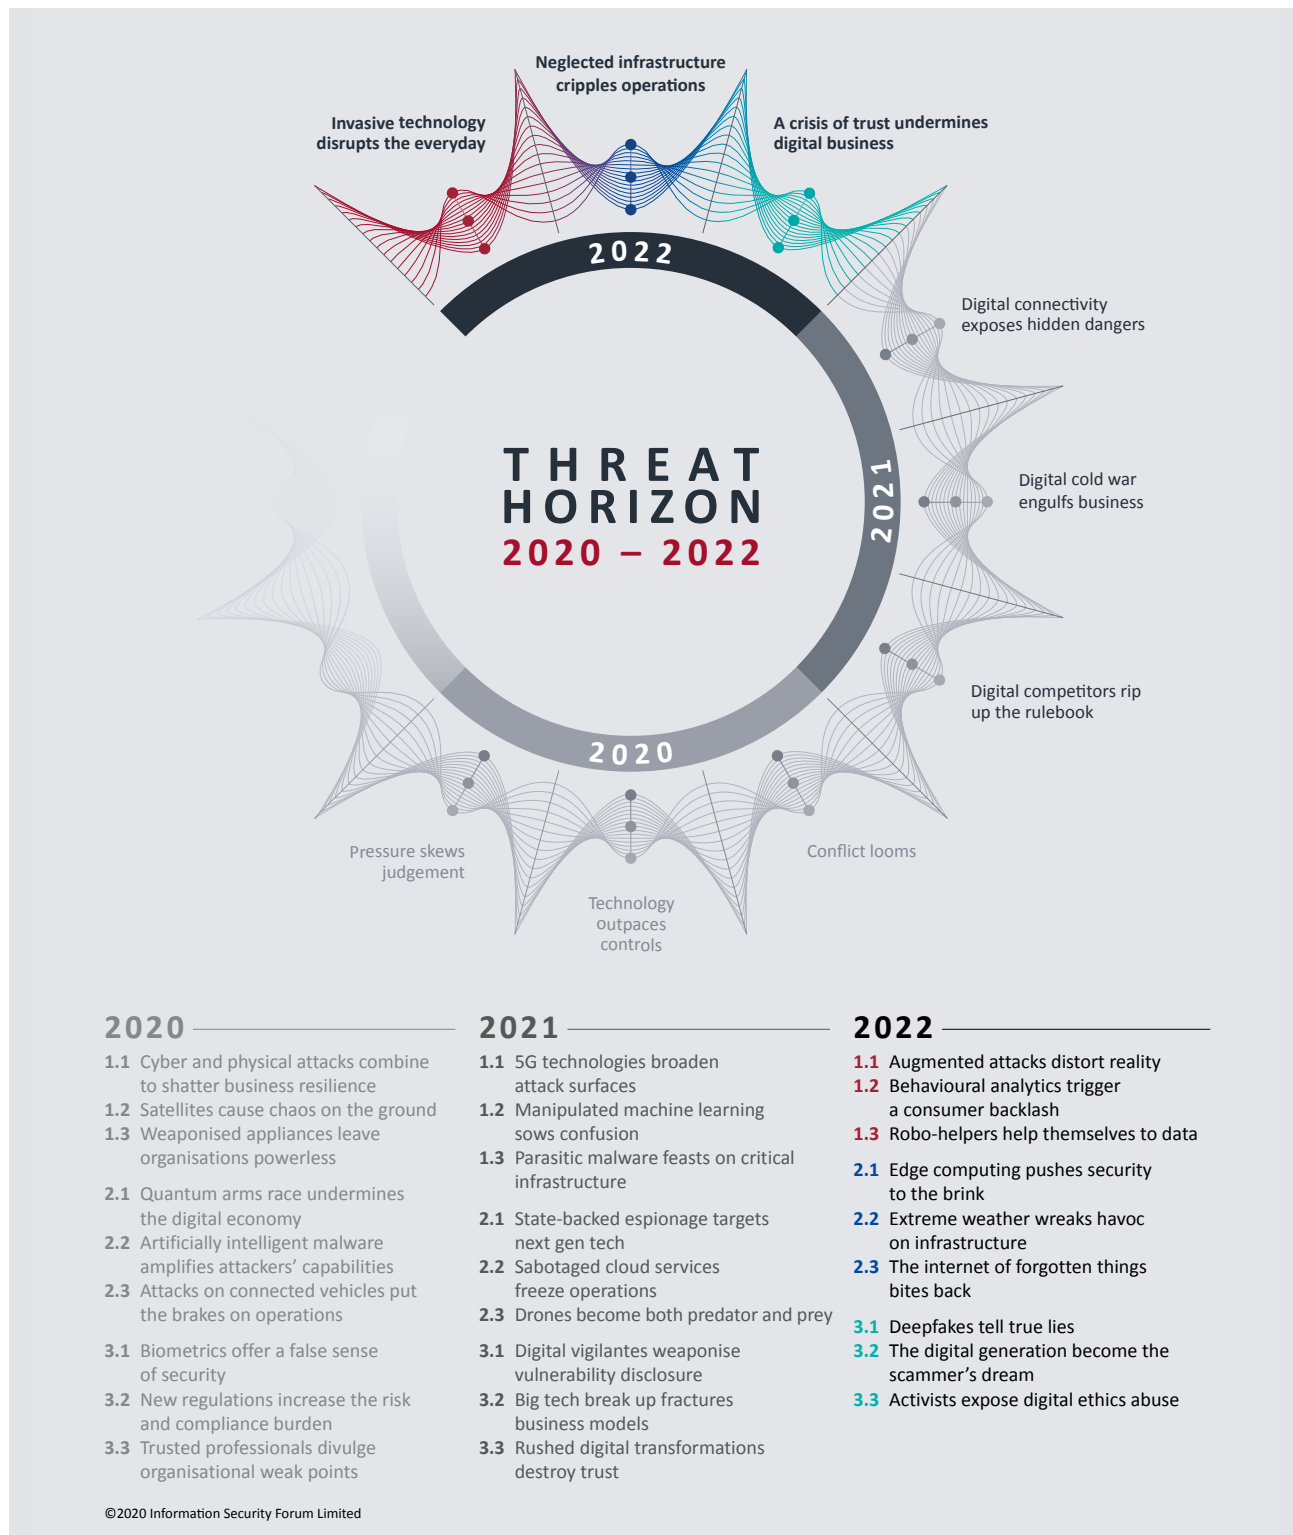 Neglected infrastructure
cripples operations
Invasive technology
disrupts the everyday
A crisis of trust undermines
digital business
2022
Digital connectivity
exposes hidden dangers
THREAT
HORIZON
2020 – 2022
2021
Digital cold war
engulfs business
Digital competitors rip
up the rulebook
2020
Pressure skews
judgement
Technology
outpaces
controls
Conflict looms
2020
1.1 Cyber and physical attacks combine
to shatter business resilience
1.2 Satellites cause chaos on the ground
1.3 Weaponised appliances leave
organisations powerless
2.1 Quantum arms race undermines
the digital economy
2.2 Artificially intelligent malware
amplifies attackers’ capabilities
2.3 Attacks on connected vehicles put
the brakes on operations
3.1 Biometrics offer a false sense
of security
3.2 New regulations increase the risk
and compliance burden
3.3 Trusted professionals divulge
organisational weak points
2021
1.1 5G technologies broaden
attack surfaces
1.2 Manipulated machine learning
sows confusion
1.3 Parasitic malware feasts on critical
infrastructure
2.1 State-backed espionage targets
next gen tech
2.2 Sabotaged cloud services
freeze operations
2.3 Drones become both predator and prey
3.1 Digital vigilantes weaponise
vulnerability disclosure
3.2 Big tech break up fractures
business models
3.3 Rushed digital transformations
destroy trust
2022
1.1 Augmented attacks distort reality
1.2 Behavioural analytics trigger
a consumer backlash
1.3 Robo-helpers help themselves to data
2.1 Edge computing pushes security
to the brink
2.2 Extreme weather wreaks havoc
on infrastructure
2.3 The internet of forgotten things
bites back
3.1 Deepfakes tell true lies
3.2 The digital generation become the
scammer’s dream
3.3 Activists expose digital ethics abuse
©2020 Information Security Forum Limited